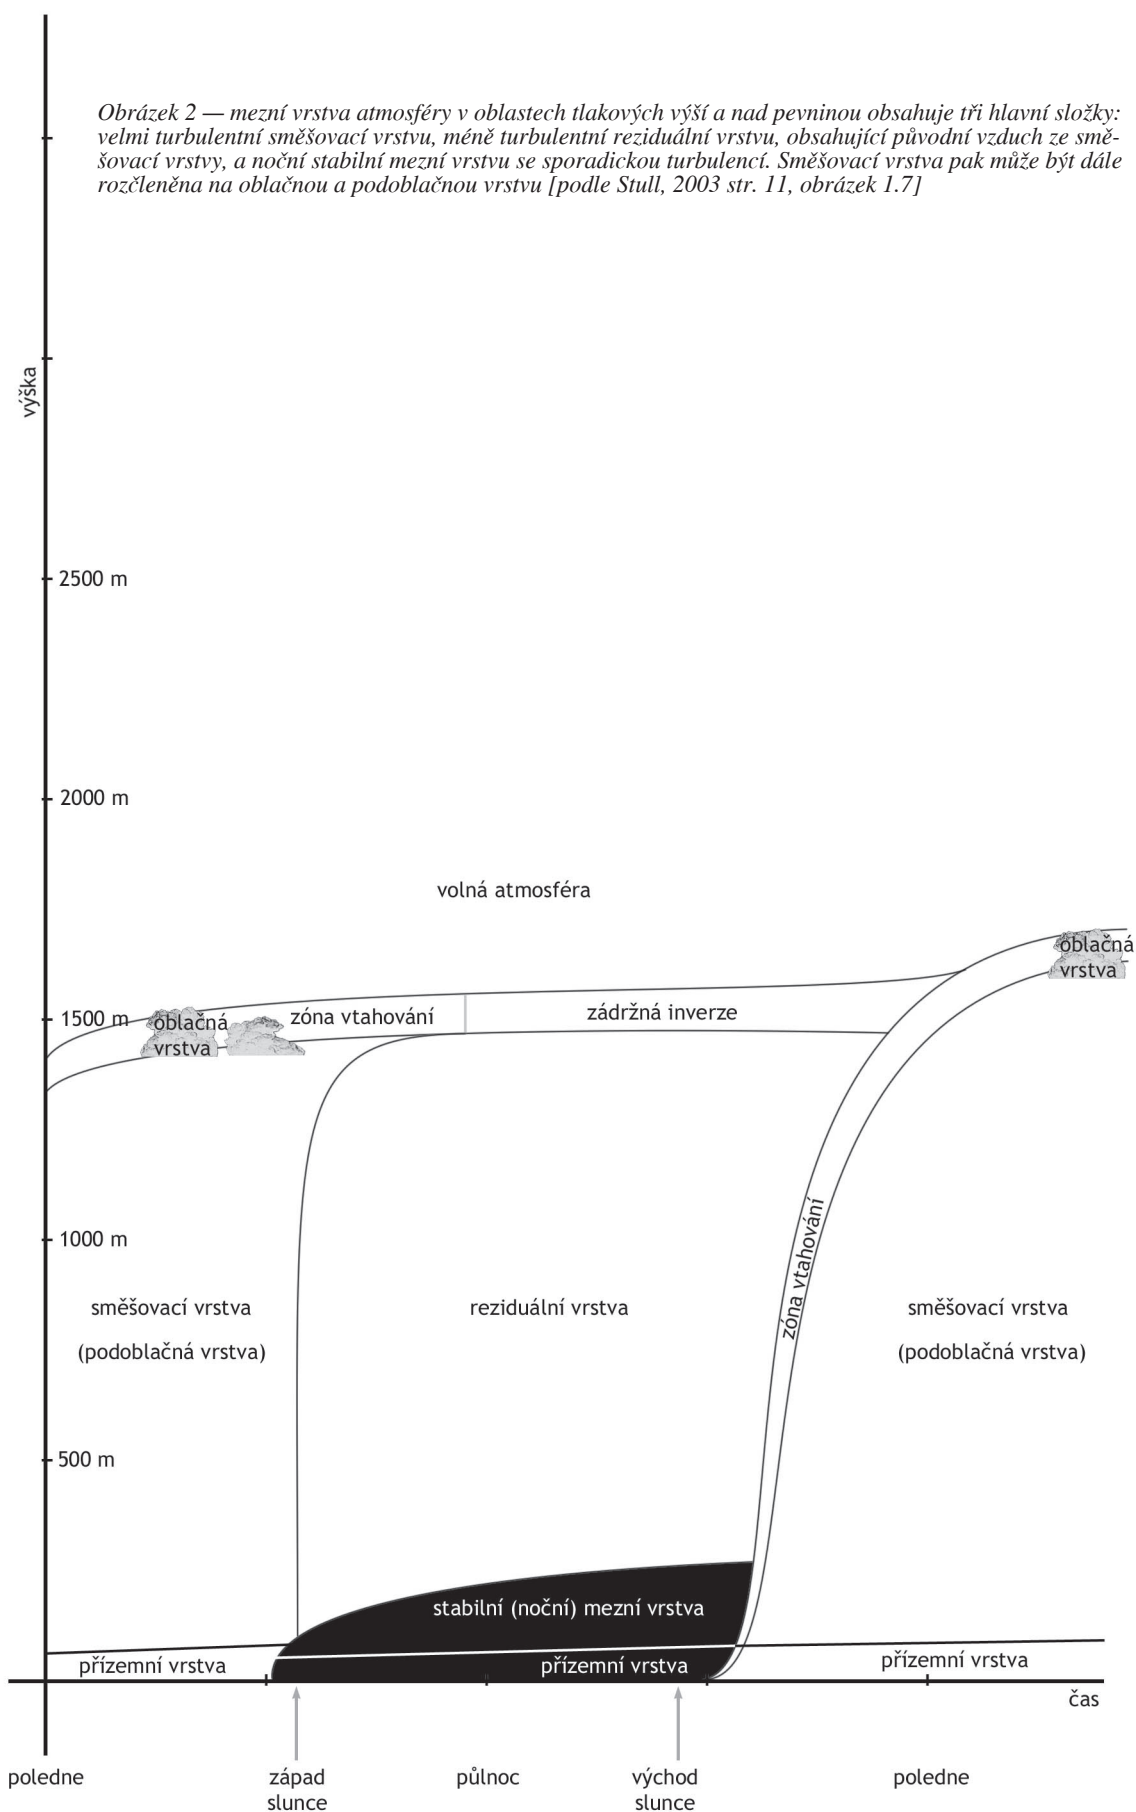 Obrázek 2 — mezní vrstva atmosféry v oblastech tlakových výší a nad pevninou obsahuje tři hlavní složky:
velmi turbulentní směšovací vrstvu, méně turbulentní reziduální vrstvu, obsahující původní vzduch ze smě-
šovací vrstvy, a noční stabilní mezní vrstvu se sporadickou turbulencí. Směšovací vrstva pak může být dále
rozčleněna na oblačnou a podoblačnou vrstvu [podle Stull, 2003 str. 11, obrázek 1.7]
výška
2500 m
2000 m
volná atmosféra
oblačná
vrstva
1500 m
oblačná
vrstva
zóna vtahování
zádržná inverze
1000 m
zóna vtahování
směšovací vrstva
(podoblačná vrstva)
reziduální vrstva
směšovací vrstva
(podoblačná vrstva)
500 m
stabilní (noční) mezní vrstva
přízemní vrstva
přízemní vrstva
přízemní vrstva
čas
poledne
západ
slunce
půlnoc
východ
slunce
poledne